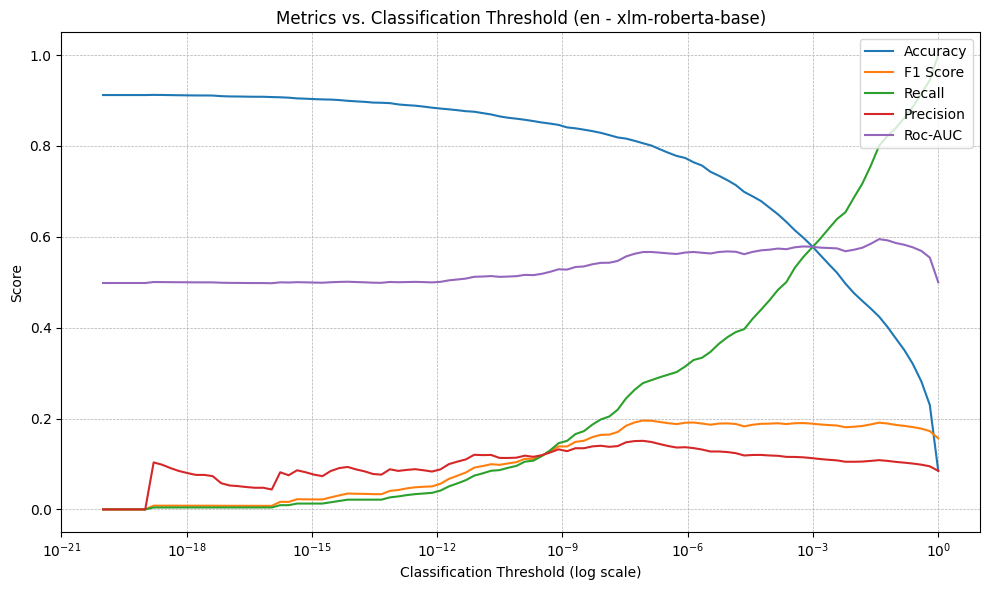 Metrics vs. Classification Threshold (en - xlm-roberta-base)
Accuracy
F1 Score
Recall
Precision
Roc-AUC
Score
1.0
0.8
0.6
0.4
0.2
0.0
10⁻²¹ 10⁻¹⁸ 10⁻¹⁵ 10⁻¹² 10⁻⁹ 10⁻⁶ 10⁻³ 10⁰
Classification Threshold (log scale)